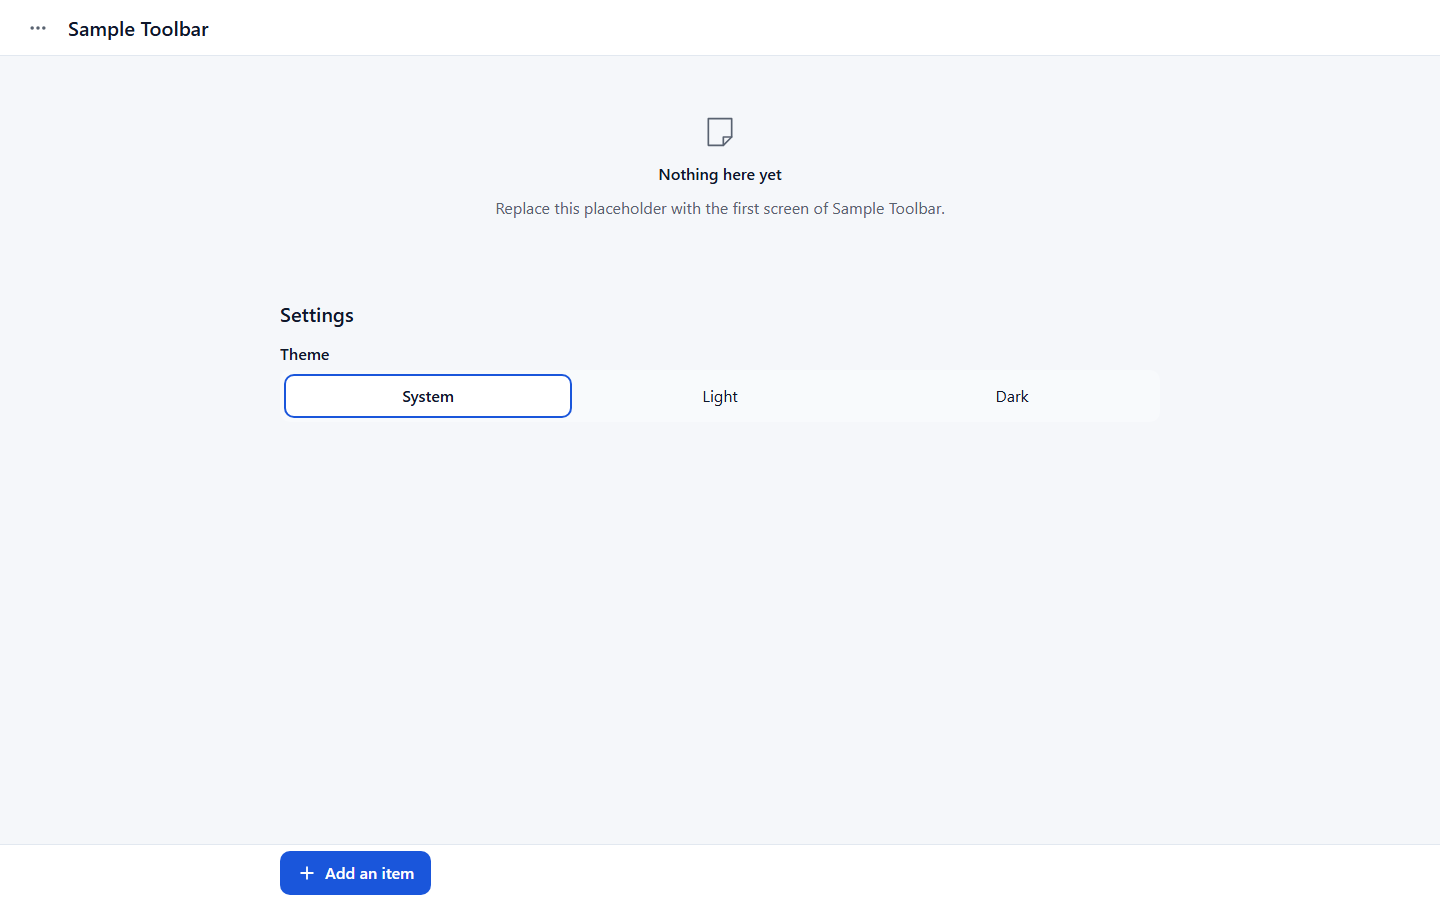 Sample Toolbar
Nothing here yet
Replace this placeholder with the first screen of Sample Toolbar.
Settings
Theme
System Light Dark
Add an item